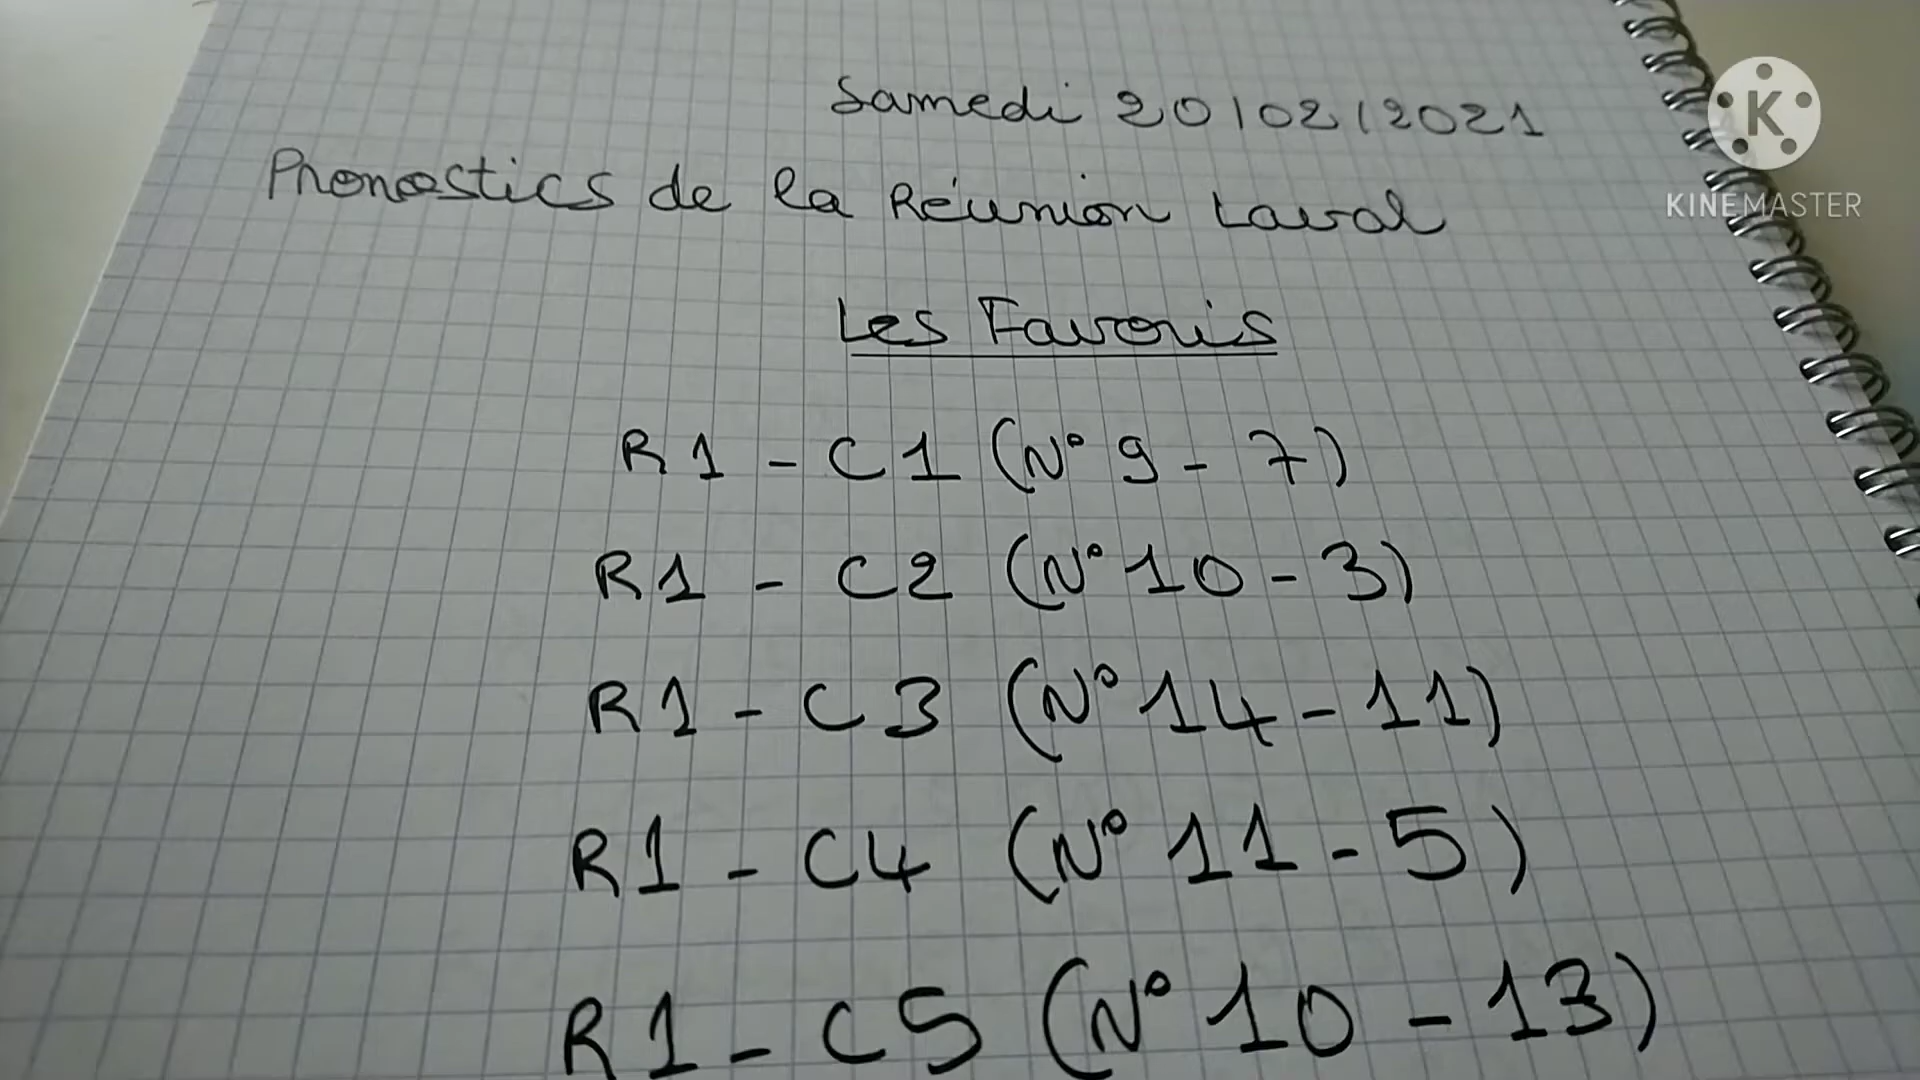 Samedi 20/02/2021
Pronostics de la Réunion Laval
Les Favoris
R1 - C1 (N° 9 - 7)
R1 - C2 (N° 10 - 3)
R1 - C3 (N° 14 - 11)
R1 - C4 (N° 11 - 5)
R1 - C5 (N° 10 - 13)
K
KINEMASTER